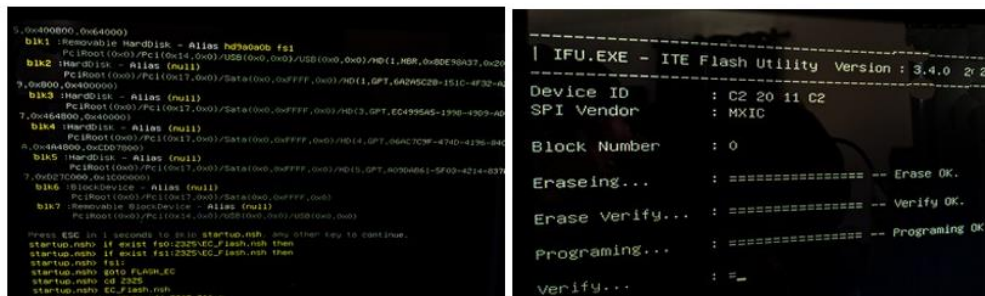 5,0x400800,0x64000)
blk1 :Removable HardDisk - Alias hd9a0a0b fs1
PciRoot(0x0)/Pci(0x14,0x0)/USB(0x0,0x0)/USB(0x0,0x0)/HD(1,MBR,0x8DE98A37,0x20
blk2 :HardDisk - Alias (null)
PciRoot(0x0)/Pci(0x17,0x0)/Sata(0x0,0xFFFF,0x0)/HD(1,GPT,6A2A5C28-151C-4F32-A2
9,0x800,0x400000)
blk3 :HardDisk - Alias (null)
PciRoot(0x0)/Pci(0x17,0x0)/Sata(0x0,0xFFFF,0x0)/HD(3,GPT,EC4995A5-1998-4909-AD
7,0x464800,0x40000)
blk4 :HardDisk - Alias (null)
PciRoot(0x0)/Pci(0x17,0x0)/Sata(0x0,0xFFFF,0x0)/HD(4,GPT,06AC7C9F-474D-4196-84C
A,0x4A4800,0xCDD7800)
blk5 :HardDisk - Alias (null)
PciRoot(0x0)/Pci(0x17,0x0)/Sata(0x0,0xFFFF,0x0)/HD(5,GPT,A09DAB61-5F03-4214-837A
7,0xD27C000,0x1C00000)
blk6 :BlockDevice - Alias (null)
PciRoot(0x0)/Pci(0x17,0x0)/Sata(0x0,0xFFFF,0x0)
blk7 :Removable BlockDevice - Alias (null)
PciRoot(0x0)/Pci(0x14,0x0)/USB(0x0,0x0)/USB(0x0,0x0)
Press ESC in 1 seconds to skip startup.nsh, any other key to continue.
startup.nsh> if exist fs0:2325\EC_Flash.nsh then
startup.nsh> if exist fs1:2325\EC_Flash.nsh then
startup.nsh> fs1:
startup.nsh> goto FLASH_EC
startup.nsh> cd 2325
startup.nsh> EC_Flash.nsh
| IFU.EXE - ITE Flash Utility Version : 3.4.0
Device ID : C2 20 11 C2
SPI Vendor : MXIC
Block Number : 0
Eraseing... : ================ -- Erase OK.
Erase Verify... : ================ -- Verify OK.
Programing... : ================ -- Programing OK
Verify... : =_